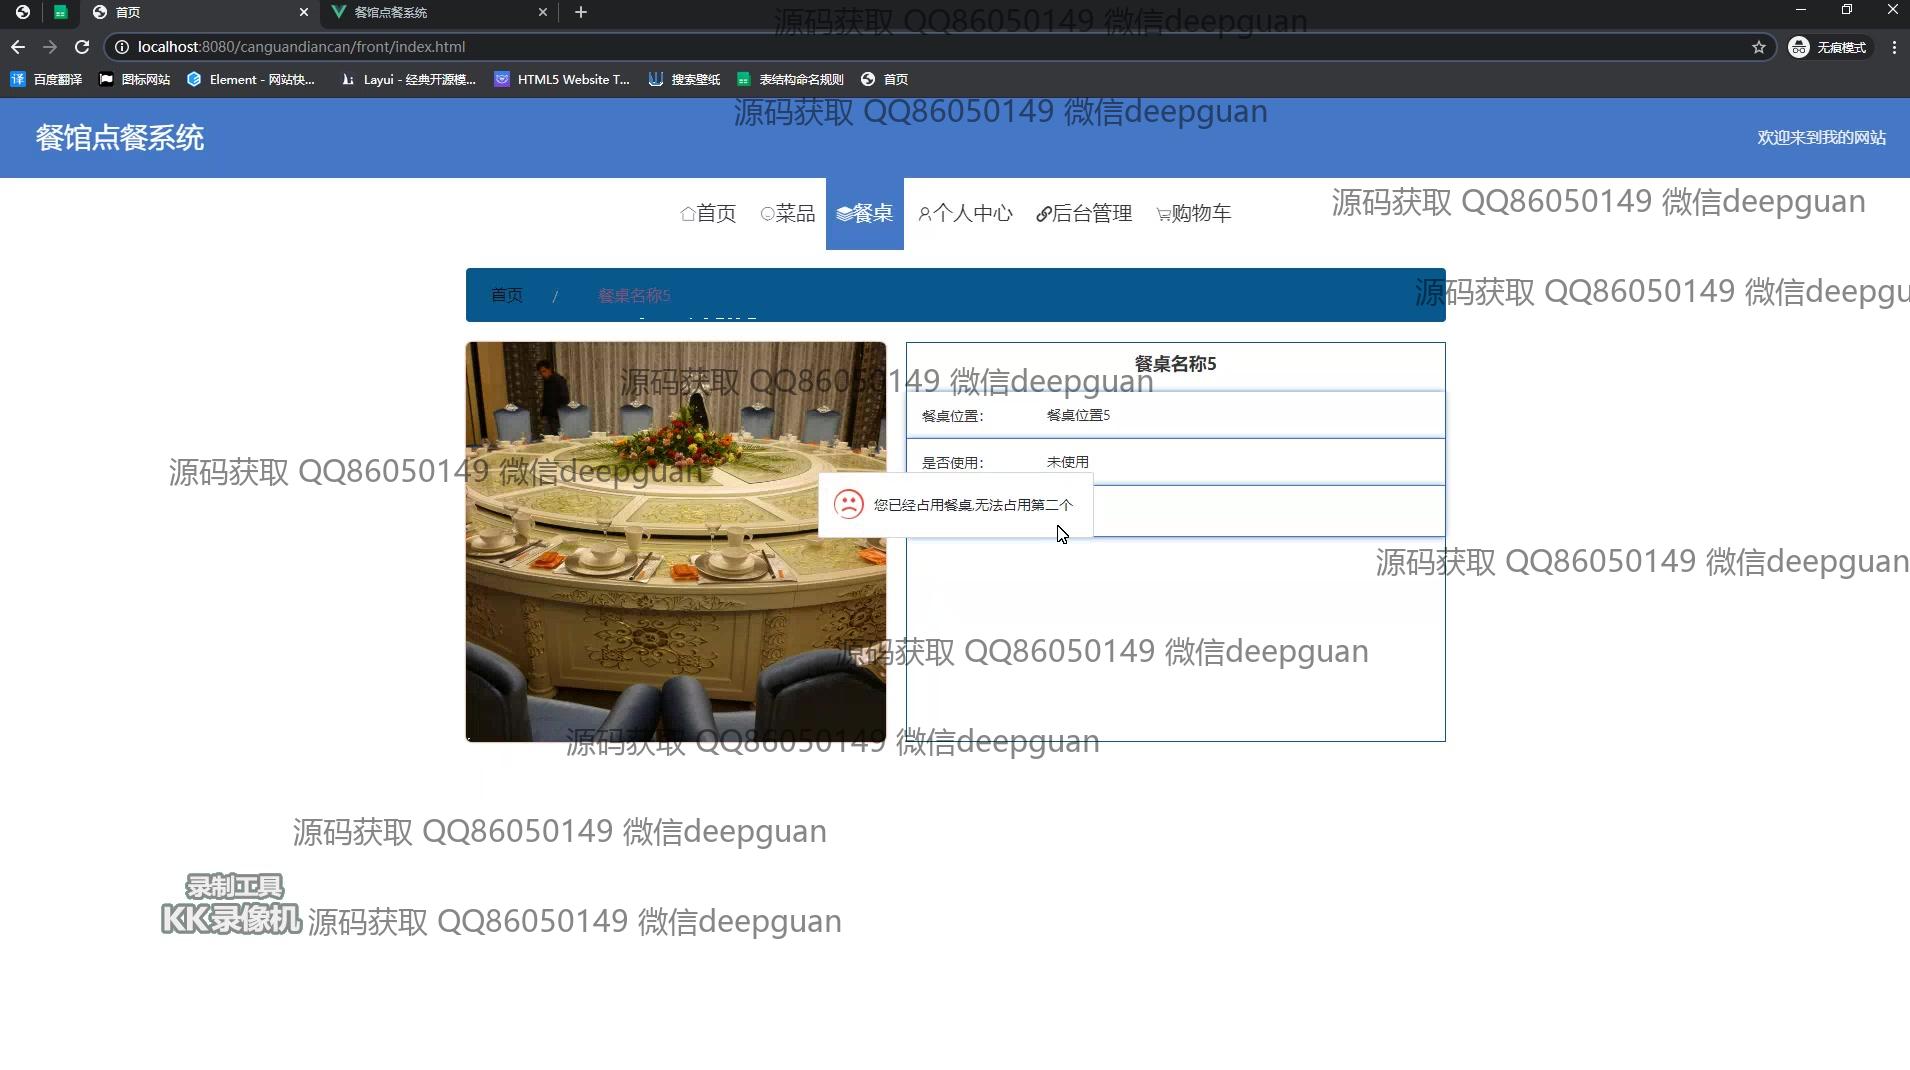 首页
餐馆点餐系统
源码获取 QQ86050149 微信deepguan
localhost:8080/canguandiancan/front/index.html
无痕模式
百度翻译
图标网站
Element - 网站快...
Layui - 经典开源模...
HTML5 Website T...
搜索壁纸
表结构命名规则
首页
源码获取 QQ86050149 微信deepguan
餐馆点餐系统
欢迎来到我的网站
首页
菜品
餐桌
个人中心
后台管理
购物车
源码获取 QQ86050149 微信deepguan
首页 / 餐桌名称5
源码获取 QQ86050149 微信deepgu
餐桌名称5
源码获取 QQ86050149 微信deepguan
餐桌位置: 餐桌位置5
是否使用: 未使用
源码获取 QQ86050149 微信deepguan
您已经占用餐桌,无法占用第二个
源码获取 QQ86050149 微信deepguan
源码获取 QQ86050149 微信deepguan
源码获取 QQ86050149 微信deepguan
源码获取 QQ86050149 微信deepguan
录制工具
KK录像机
源码获取 QQ86050149 微信deepguan